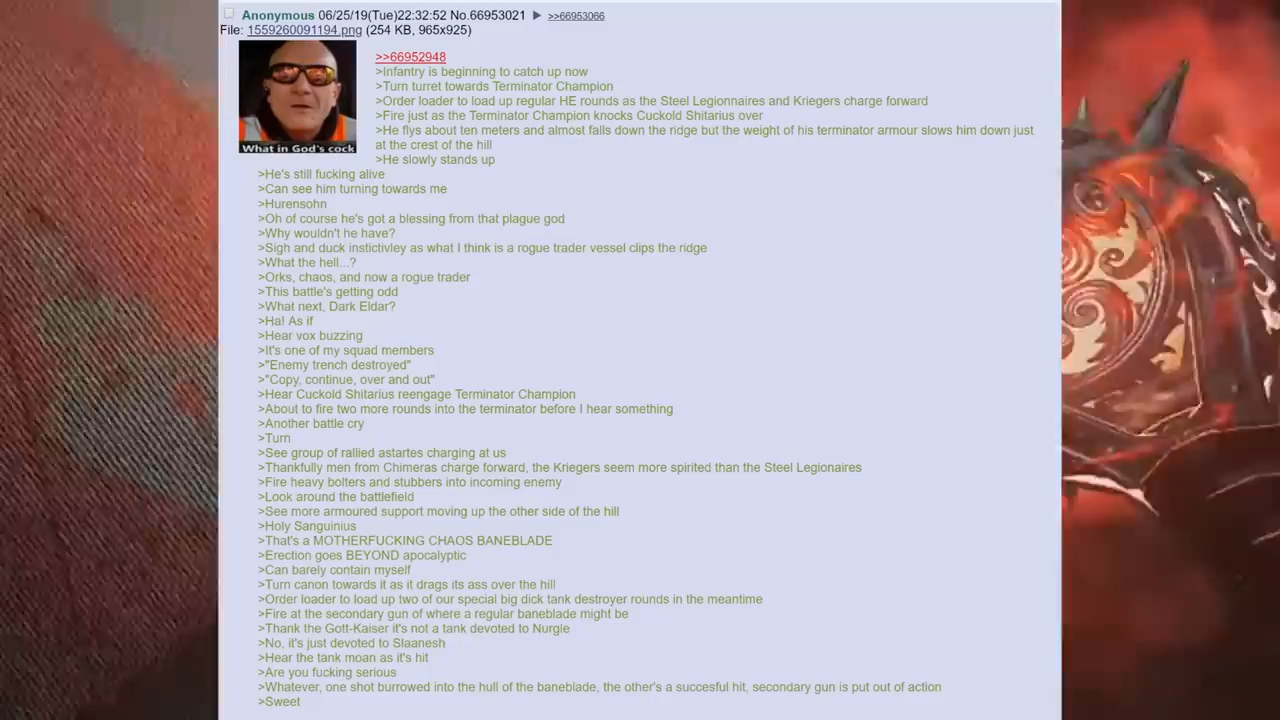 Anonymous 06/25/19(Tue)22:32:52 No.66953021 ▶ >>66953066
File: 1559260091194.png (254 KB, 965x925)
What in God's cock
>>66952948
>Infantry is beginning to catch up now
>Turn turret towards Terminator Champion
>Order loader to load up regular HE rounds as the Steel Legionnaires and Kriegers charge forward
>Fire just as the Terminator Champion knocks Cuckold Shitarius over
>He flys about ten meters and almost falls down the ridge but the weight of his terminator armour slows him down just
at the crest of the hill
>He slowly stands up
>He's still fucking alive
>Can see him turning towards me
>Hurensohn
>Oh of course he's got a blessing from that plague god
>Why wouldn't he have?
>Sigh and duck instictivley as what I think is a rogue trader vessel clips the ridge
>What the hell...?
>Orks, chaos, and now a rogue trader
>This battle's getting odd
>What next, Dark Eldar?
>Ha! As if
>Hear vox buzzing
>It's one of my squad members
>"Enemy trench destroyed"
>"Copy, continue, over and out"
>Hear Cuckold Shitarius reengage Terminator Champion
>About to fire two more rounds into the terminator before I hear something
>Another battle cry
>Turn
>See group of rallied astartes charging at us
>Thankfully men from Chimeras charge forward, the Kriegers seem more spirited than the Steel Legionaires
>Fire heavy bolters and stubbers into incoming enemy
>Look around the battlefield
>See more armoured support moving up the other side of the hill
>Holy Sanguinius
>That's a MOTHERFUCKING CHAOS BANEBLADE
>Erection goes BEYOND apocalyptic
>Can barely contain myself
>Turn canon towards it as it drags its ass over the hill
>Order loader to load up two of our special big dick tank destroyer rounds in the meantime
>Fire at the secondary gun of where a regular baneblade might be
>Thank the Gott-Kaiser it's not a tank devoted to Nurgle
>No, it's just devoted to Slaanesh
>Hear the tank moan as it's hit
>Are you fucking serious
>Whatever, one shot burrowed into the hull of the baneblade, the other's a succesful hit, secondary gun is put out of action
>Sweet